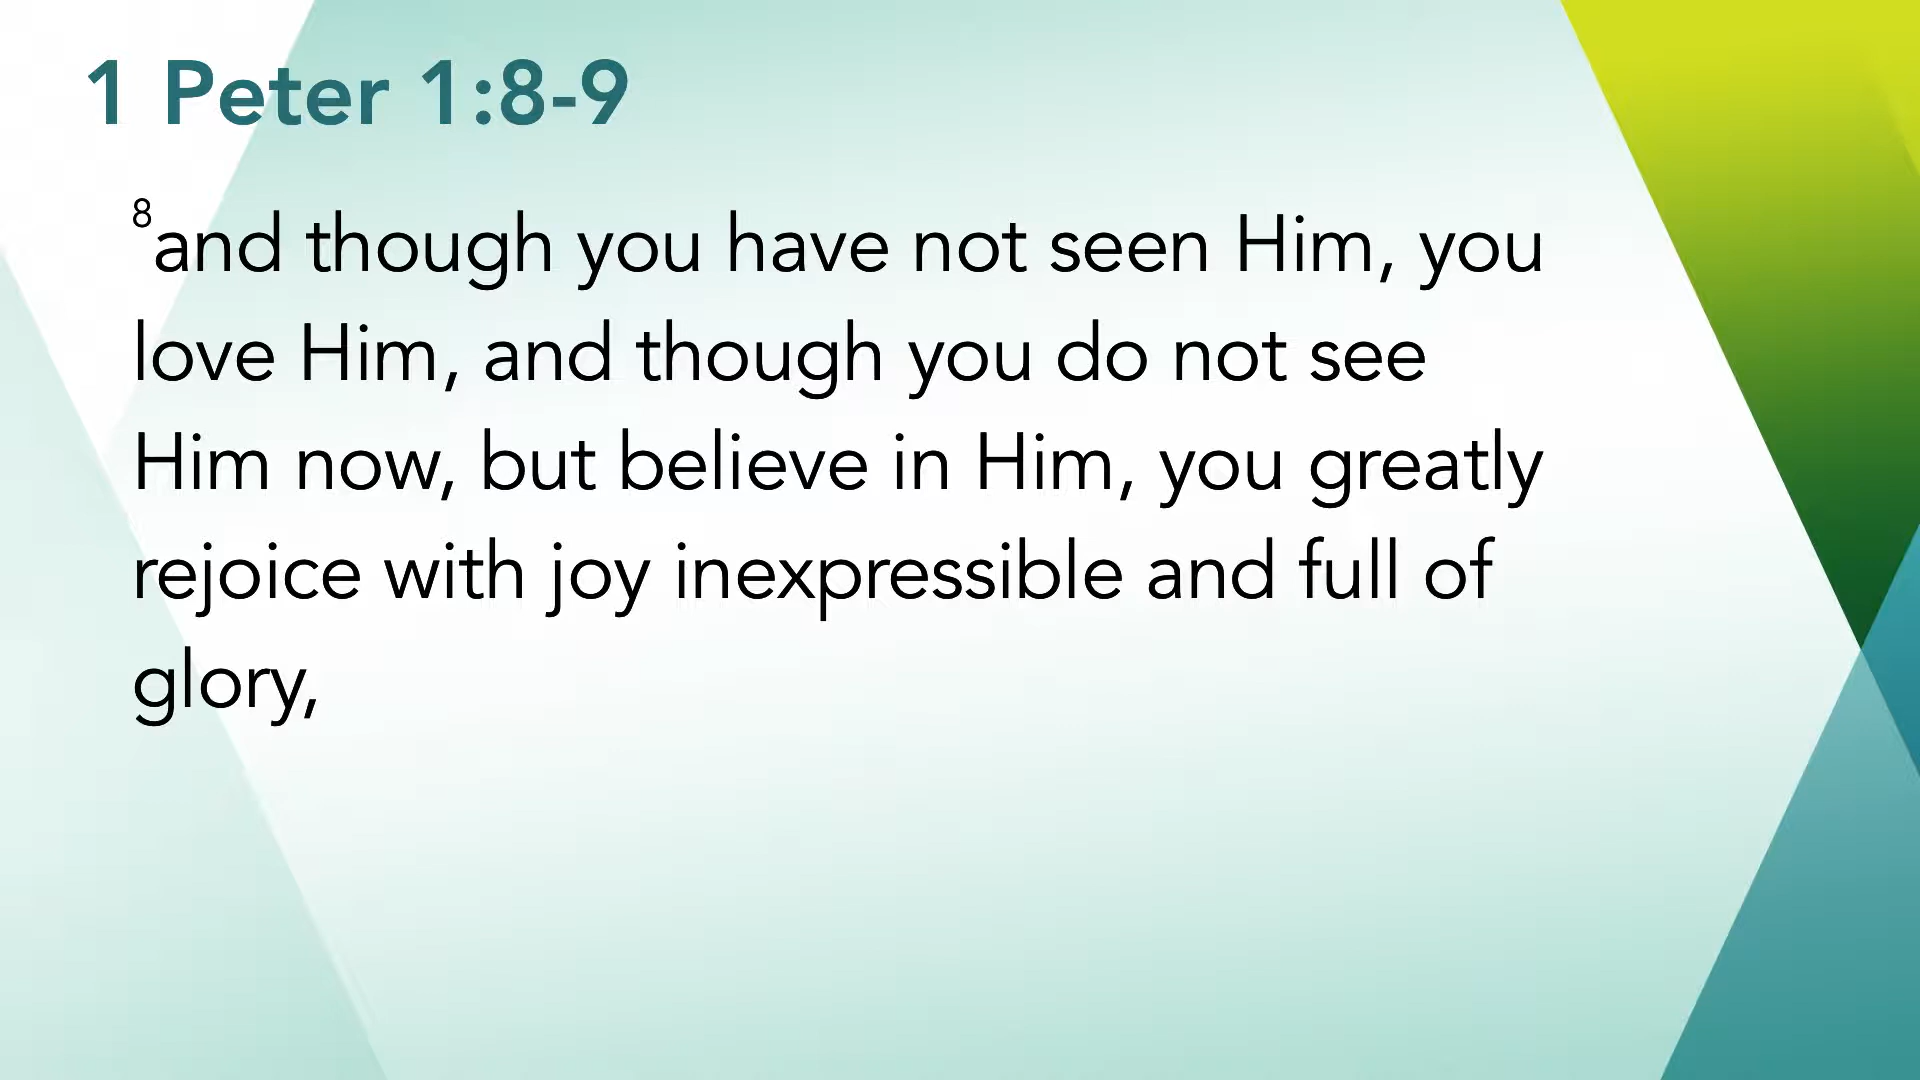 1 Peter 1:8-9
8and though you have not seen Him, you
love Him, and though you do not see
Him now, but believe in Him, you greatly
rejoice with joy inexpressible and full of
glory,